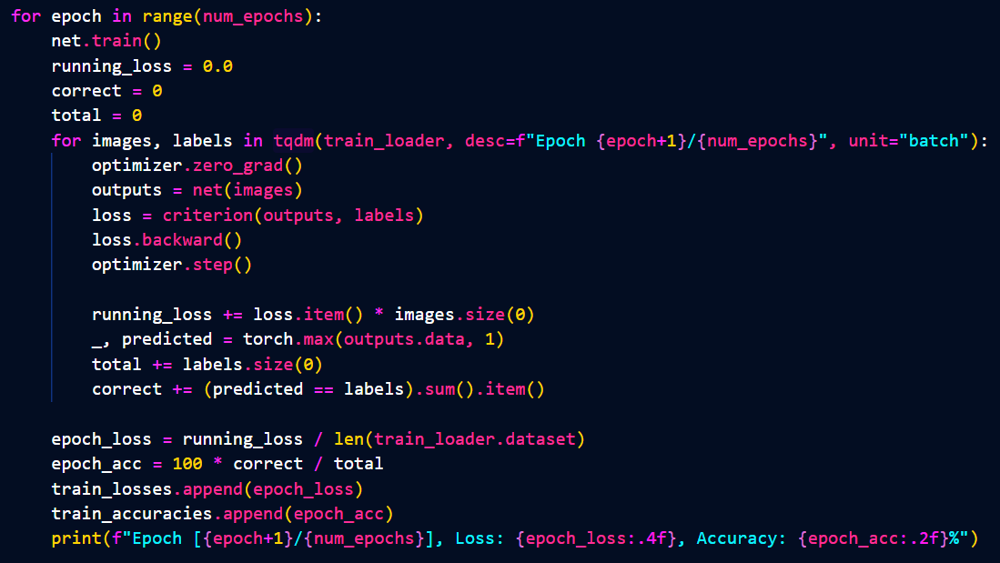 for epoch in range(num_epochs):
    net.train()
    running_loss = 0.0
    correct = 0
    total = 0
    for images, labels in tqdm(train_loader, desc=f"Epoch {epoch+1}/{num_epochs}", unit="batch"):
        optimizer.zero_grad()
        outputs = net(images)
        loss = criterion(outputs, labels)
        loss.backward()
        optimizer.step()

        running_loss += loss.item() * images.size(0)
        _, predicted = torch.max(outputs.data, 1)
        total += labels.size(0)
        correct += (predicted == labels).sum().item()

    epoch_loss = running_loss / len(train_loader.dataset)
    epoch_acc = 100 * correct / total
    train_losses.append(epoch_loss)
    train_accuracies.append(epoch_acc)
    print(f"Epoch [{epoch+1}/{num_epochs}], Loss: {epoch_loss:.4f}, Accuracy: {epoch_acc:.2f}%")